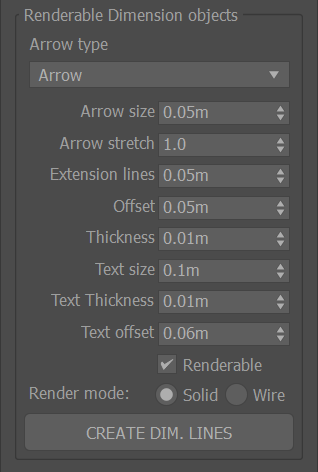 Renderable Dimension objects
Arrow type
Arrow
Arrow size 0.05m
Arrow stretch 1.0
Extension lines 0.05m
Offset 0.05m
Thickness 0.01m
Text size 0.1m
Text Thickness 0.01m
Text offset 0.06m
Renderable
Render mode: Solid Wire
CREATE DIM. LINES